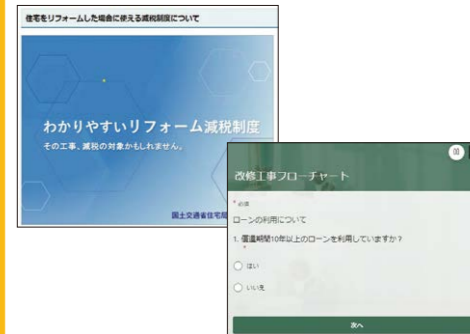 住宅をリフォームした場合に使える減税制度について
わかりやすいリフォーム減税制度
その工事、減税の対象かもしれません。
国土交通省住宅局
改修工事フローチャート
* 必須
ローンの利用について
1. 償還期間10年以上のローンを利用していますか？
*
はい
いいえ
次へ